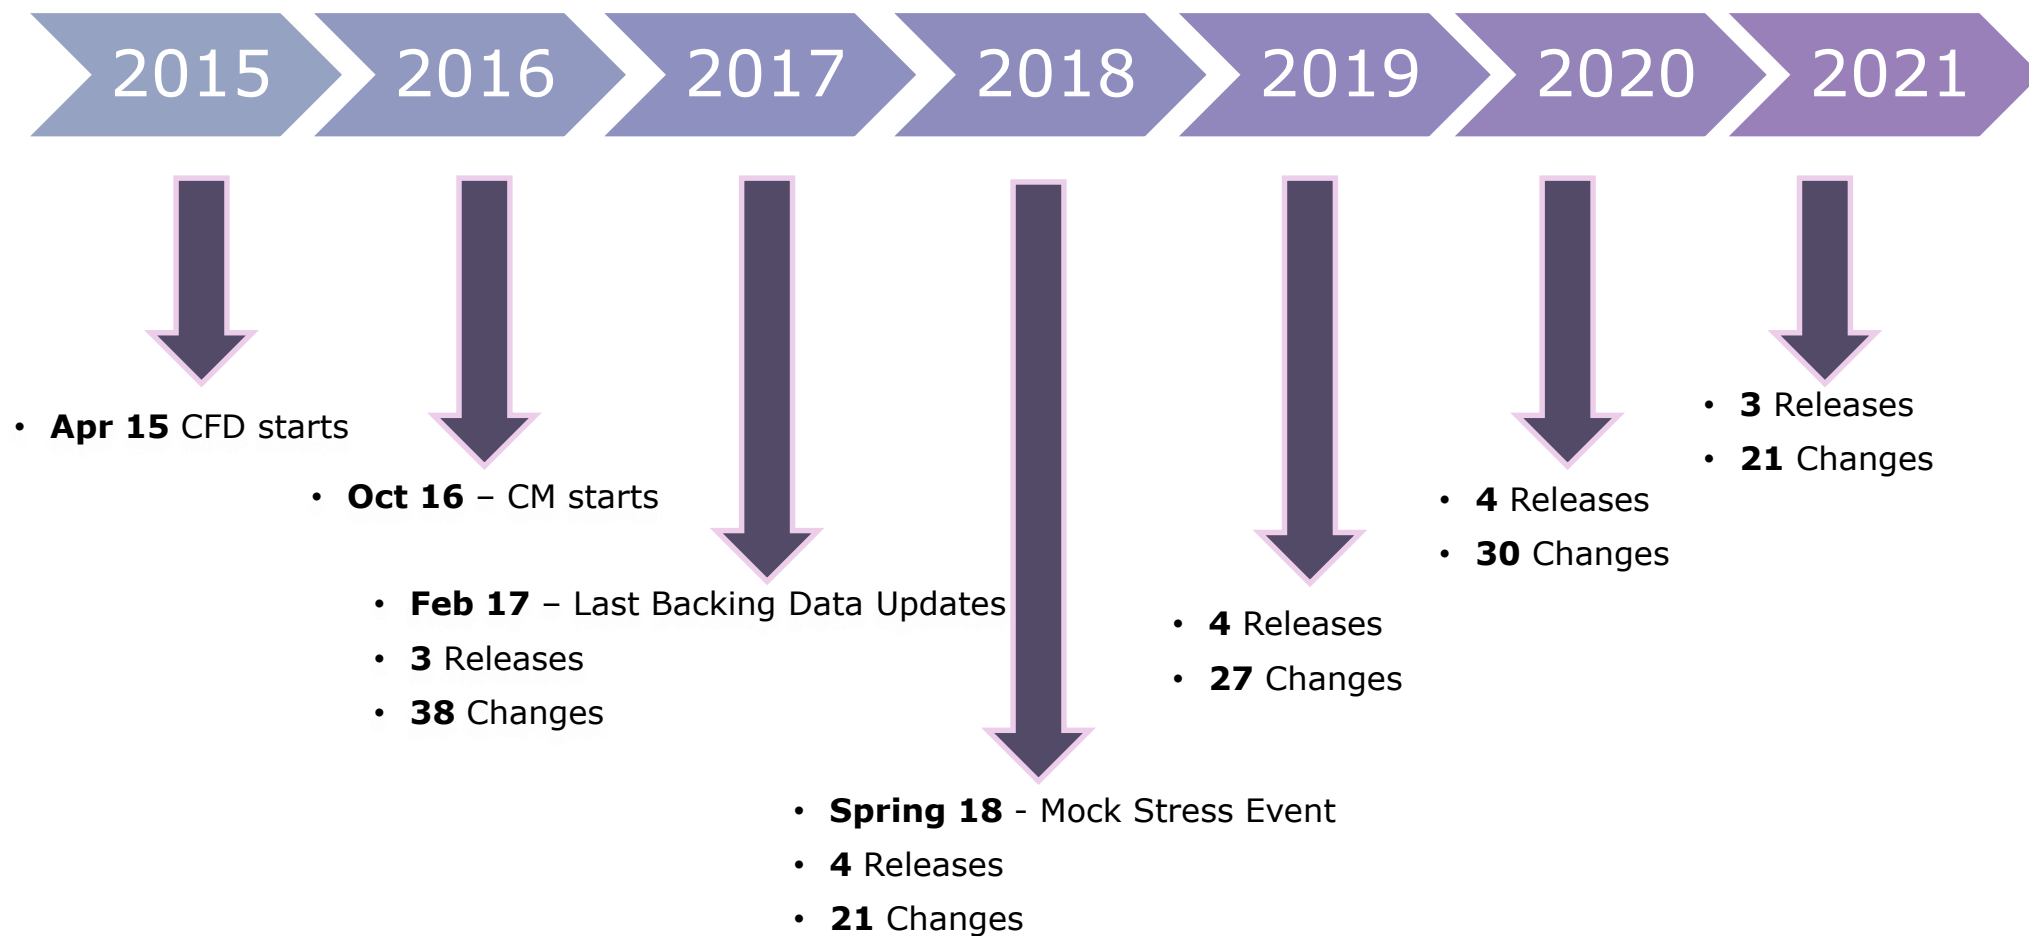 2015
2016
2017
2018
2019
2020
2021
• Apr 15 CFD starts
• Oct 16 – CM starts
• Feb 17 – Last Backing Data Updates
• 3 Releases
• 38 Changes
• Spring 18 - Mock Stress Event
• 4 Releases
• 21 Changes
• 4 Releases
• 27 Changes
• 4 Releases
• 30 Changes
• 3 Releases
• 21 Changes